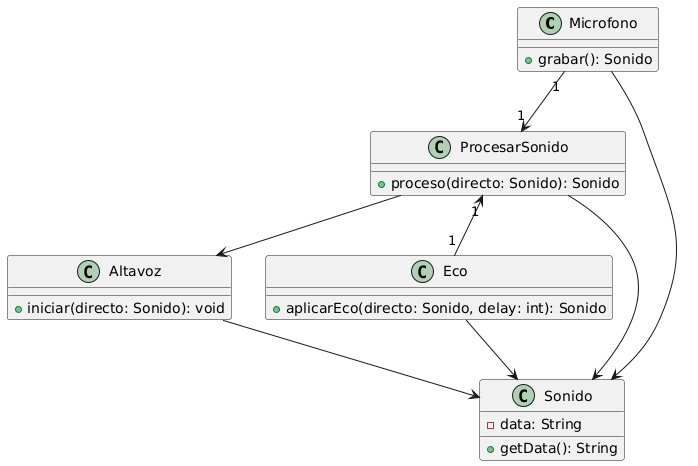 C Microfono
grabar(): Sonido
1
1
C ProcesarSonido
proceso(directo: Sonido): Sonido
1
1
C Altavoz
iniciar(directo: Sonido): void
C Eco
aplicarEco(directo: Sonido, delay: int): Sonido
C Sonido
data: String
getData(): String